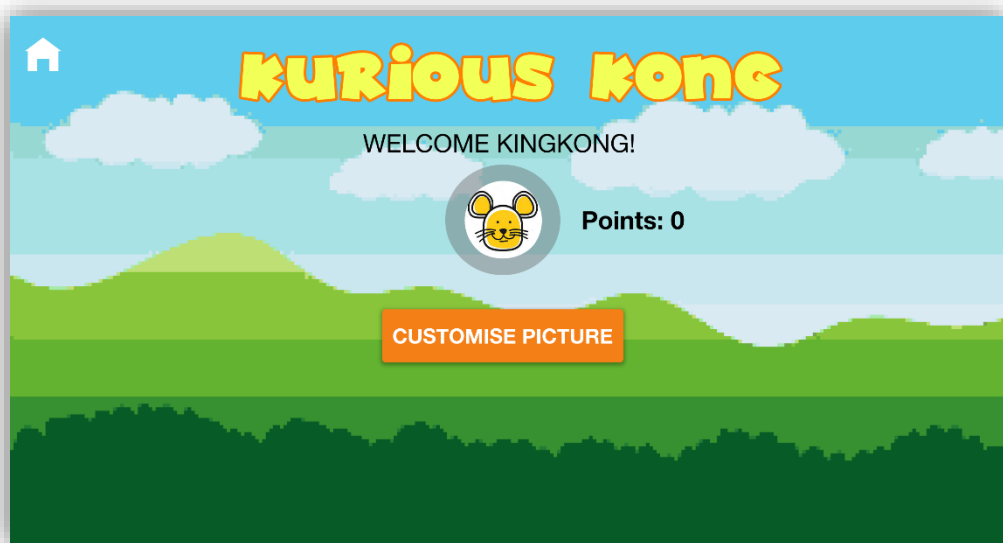 KURIOUS KONG
WELCOME KINGKONG!
Points: 0
CUSTOMISE PICTURE